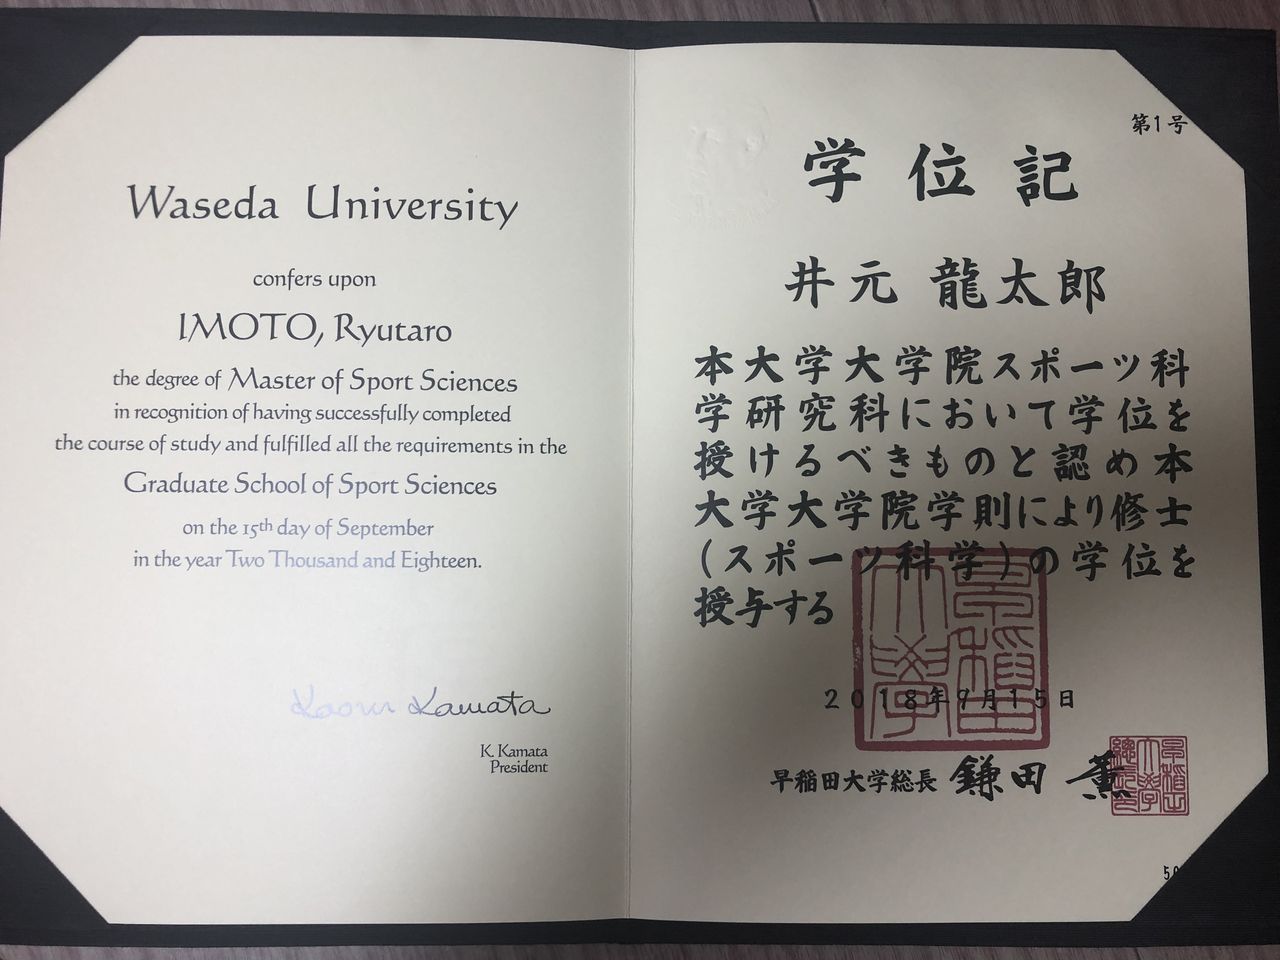 Waseda University
confers upon
IMOTO, Ryutaro
the degree of Master of Sport Sciences
in recognition of having successfully completed
the course of study and fulfilled all the requirements in the
Graduate School of Sport Sciences
on the 15th day of September
in the year Two Thousand and Eighteen.
Kaoru Kamata
K. Kamata
President
第1号
学位記
井元 龍太郎
本大学大学院スポーツ科
学研究科において学位を
授けるべきものと認め本
大学大学院学則により修士
(スポーツ科学)の学位を
授与する
早稲田大学
2018年9月15日
早稲田大学総長 鎌田 薫